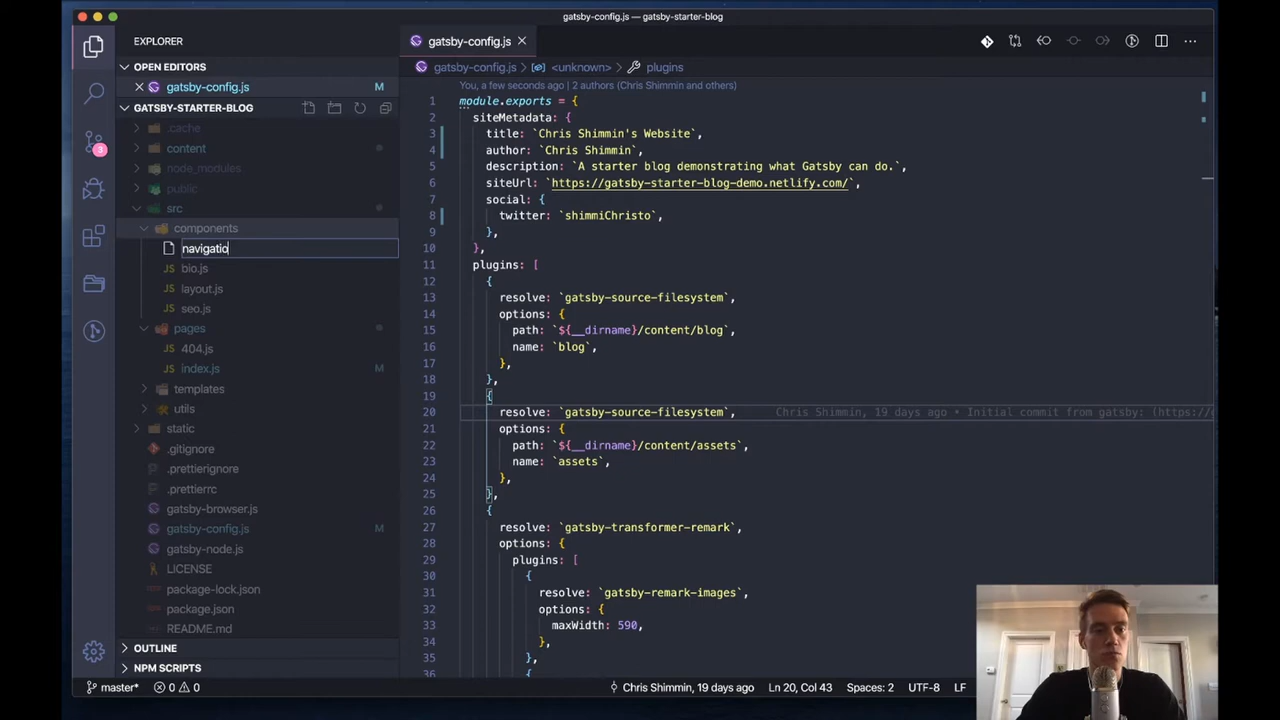 gatsby-config.js — gatsby-starter-blog
EXPLORER
OPEN EDITORS
gatsby-config.js M
GATSBY-STARTER-BLOG
.cache
content
node_modules
public
src
components
navigatio
JS bio.js
JS layout.js
JS seo.js
pages
JS 404.js
JS index.js M
templates
utils
static
.gitignore
.prettierignore
.prettierrc
gatsby-browser.js
gatsby-config.js M
gatsby-node.js
LICENSE
package-lock.json
package.json
README.md
OUTLINE
NPM SCRIPTS
3
gatsby-config.js
gatsby-config.js > <unknown> > plugins
You, a few seconds ago | 2 authors (Chris Shimmin and others)
1 module.exports = {
2 siteMetadata: {
3 title: `Chris Shimmin's Website`,
4 author: `Chris Shimmin`,
5 description: `A starter blog demonstrating what Gatsby can do.`,
6 siteUrl: `https://gatsby-starter-blog-demo.netlify.com/`,
7 social: {
8 twitter: `shimmiChristo`,
9 },
10 },
11 plugins: [
12 {
13 resolve: `gatsby-source-filesystem`,
14 options: {
15 path: `${__dirname}/content/blog`,
16 name: `blog`,
17 },
18 },
19 {
20 resolve: `gatsby-source-filesystem`, Chris Shimmin, 19 days ago • Initial commit from gatsby: (https:/
21 options: {
22 path: `${__dirname}/content/assets`,
23 name: `assets`,
24 },
25 },
26 {
27 resolve: `gatsby-transformer-remark`,
28 options: {
29 plugins: [
30 {
31 resolve: `gatsby-remark-images`,
32 options: {
33 maxWidth: 590,
34 },
35 },
36 {
master* 0 0
Chris Shimmin, 19 days ago Ln 20, Col 43 Spaces: 2 UTF-8 LF